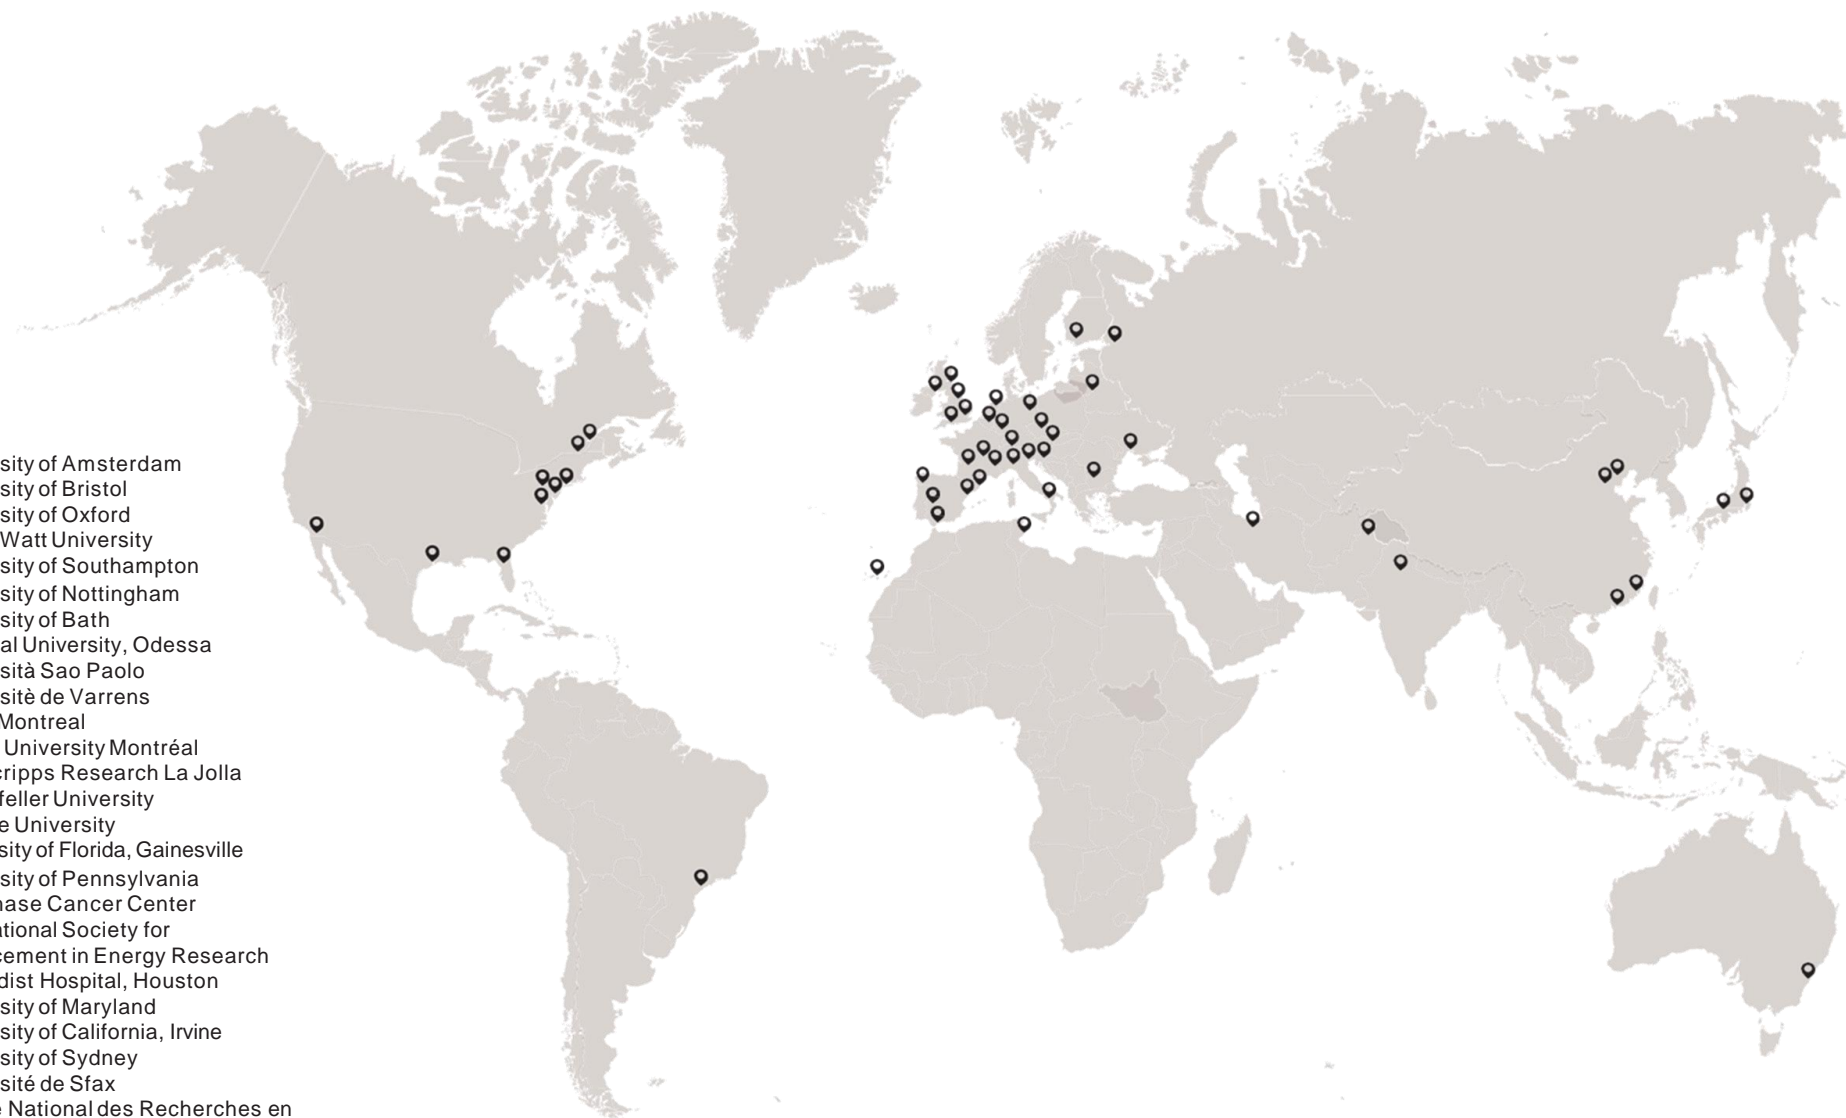 sity of Amsterdam
sity of Bristol
sity of Oxford
Watt University
sity of Southampton
sity of Nottingham
sity of Bath
al University, Odessa
sità Sao Paolo
sitè de Varrens
Montreal
University Montréal
cripps Research La Jolla
feller University
e University
sity of Florida, Gainesville
sity of Pennsylvania
hase Cancer Center
ational Society for
cement in Energy Research
dist Hospital, Houston
sity of Maryland
sity of California, Irvine
sity of Sydney
sité de Sfax
e National des Recherches en